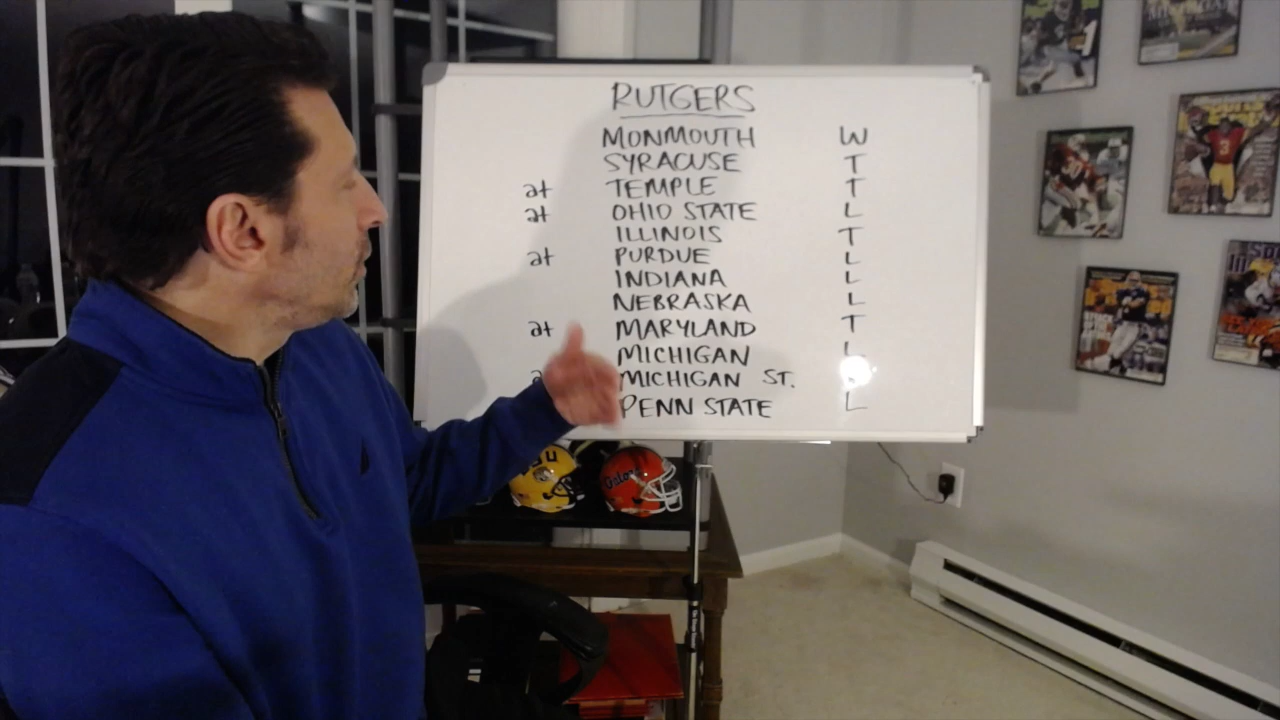 RUTGERS
MONMOUTH W
SYRACUSE T
at TEMPLE T
at OHIO STATE L
ILLINOIS T
at PURDUE L
INDIANA L
NEBRASKA L
at MARYLAND T
MICHIGAN L
MICHIGAN ST.
PENN STATE L
Gators